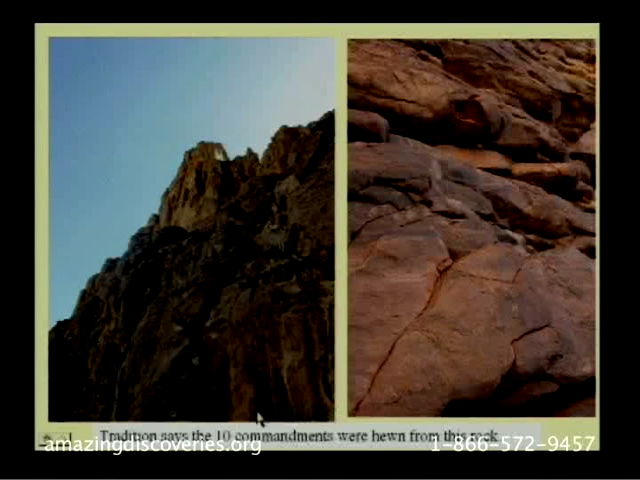 Tradition says the 10 commandments were hewn from this rock
amazingdiscoveries.org
1-866-572-9457